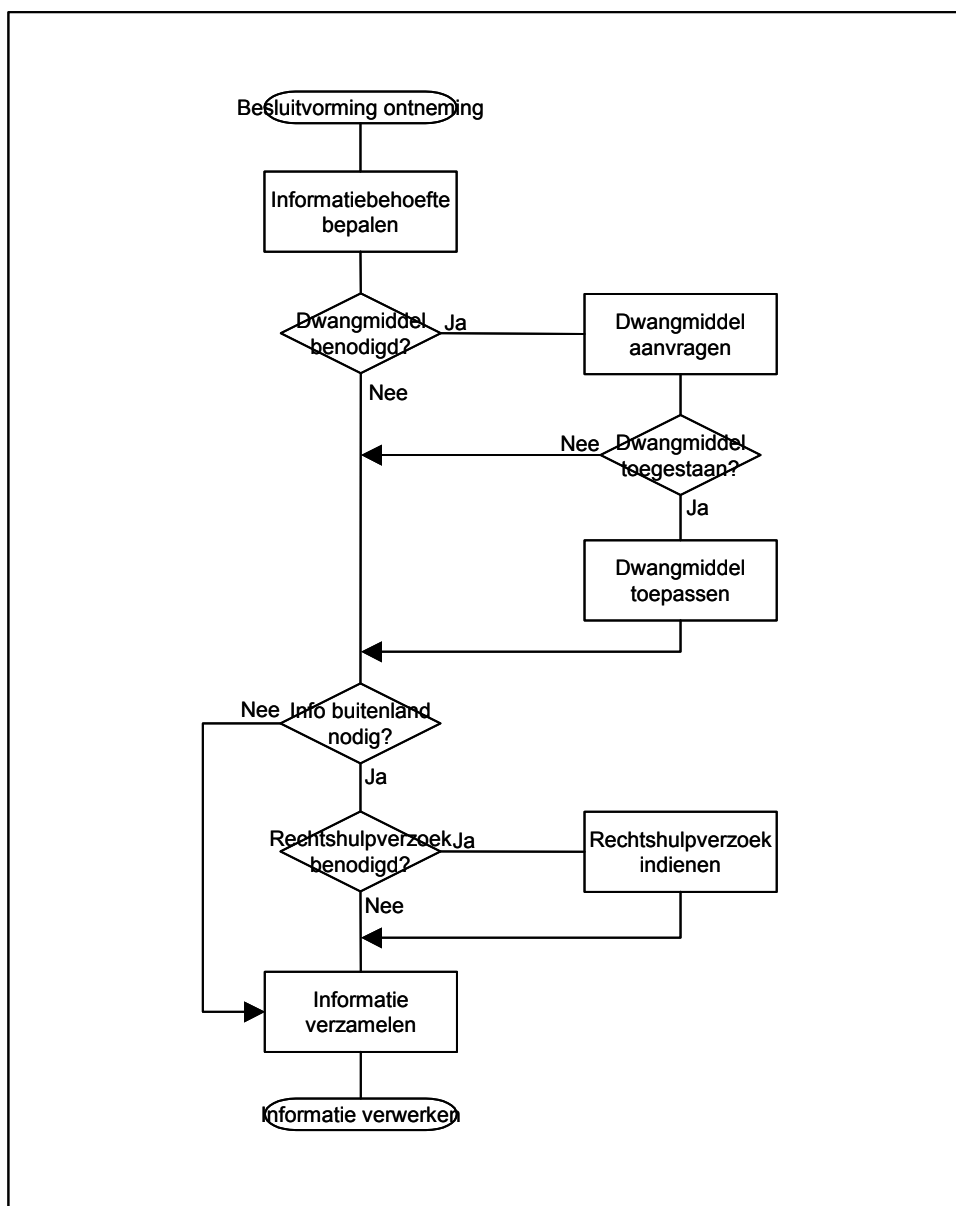 Besluitvorming ontneming
Informatiebehoefte
bepalen
Dwangmiddel
benodigd?
Ja
Dwangmiddel
aanvragen
Nee
Nee
Dwangmiddel
toegestaan?
Ja
Dwangmiddel
toepassen
Nee
Info buitenland
nodig?
Ja
Rechtshulpverzoek
benodigd?
Ja
Rechtshulpverzoek
indienen
Nee
Informatie
verzamelen
Informatie verwerken